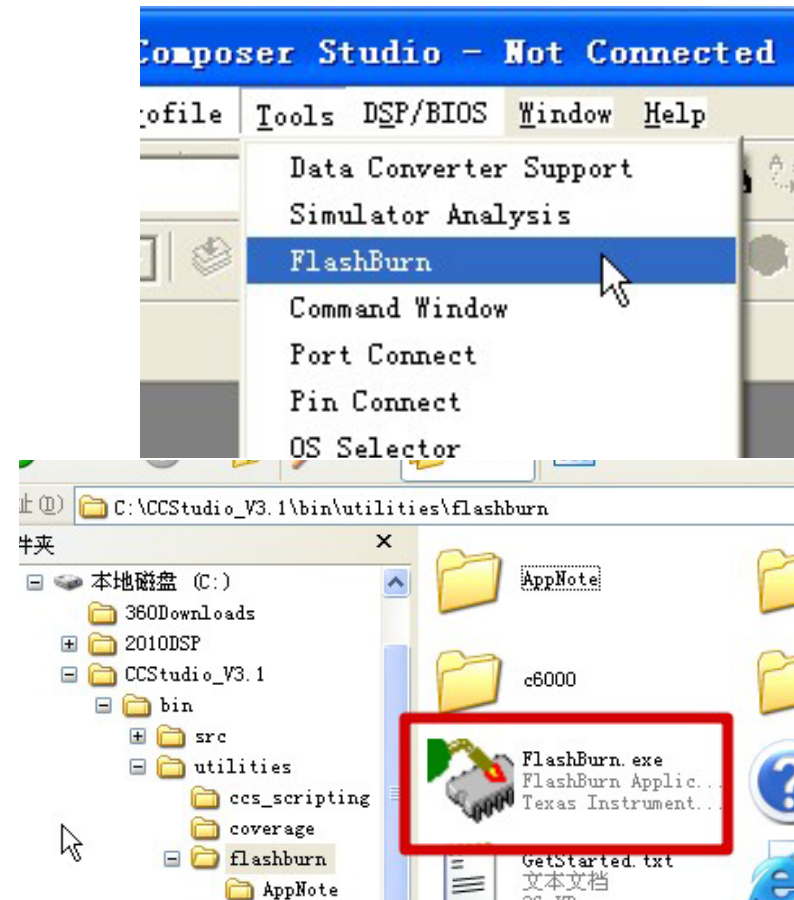 Composer Studio - Not Connected
rofile Tools DSP/BIOS Window Help
Data Converter Support
Simulator Analysis
FlashBurn
Command Window
Port Connect
Pin Connect
OS Selector
址(D) C:\CCStudio_V3.1\bin\utilities\flashburn
件夹 ×
本地磁盘 (C:)
360Downloads
2010DSP
CCStudio_V3.1
bin
src
utilities
ccs_scripting
coverage
flashburn
AppNote
AppNote
c6000
FlashBurn.exe
FlashBurn Applic...
Texas Instrument...
GetStarted.txt
文本文档